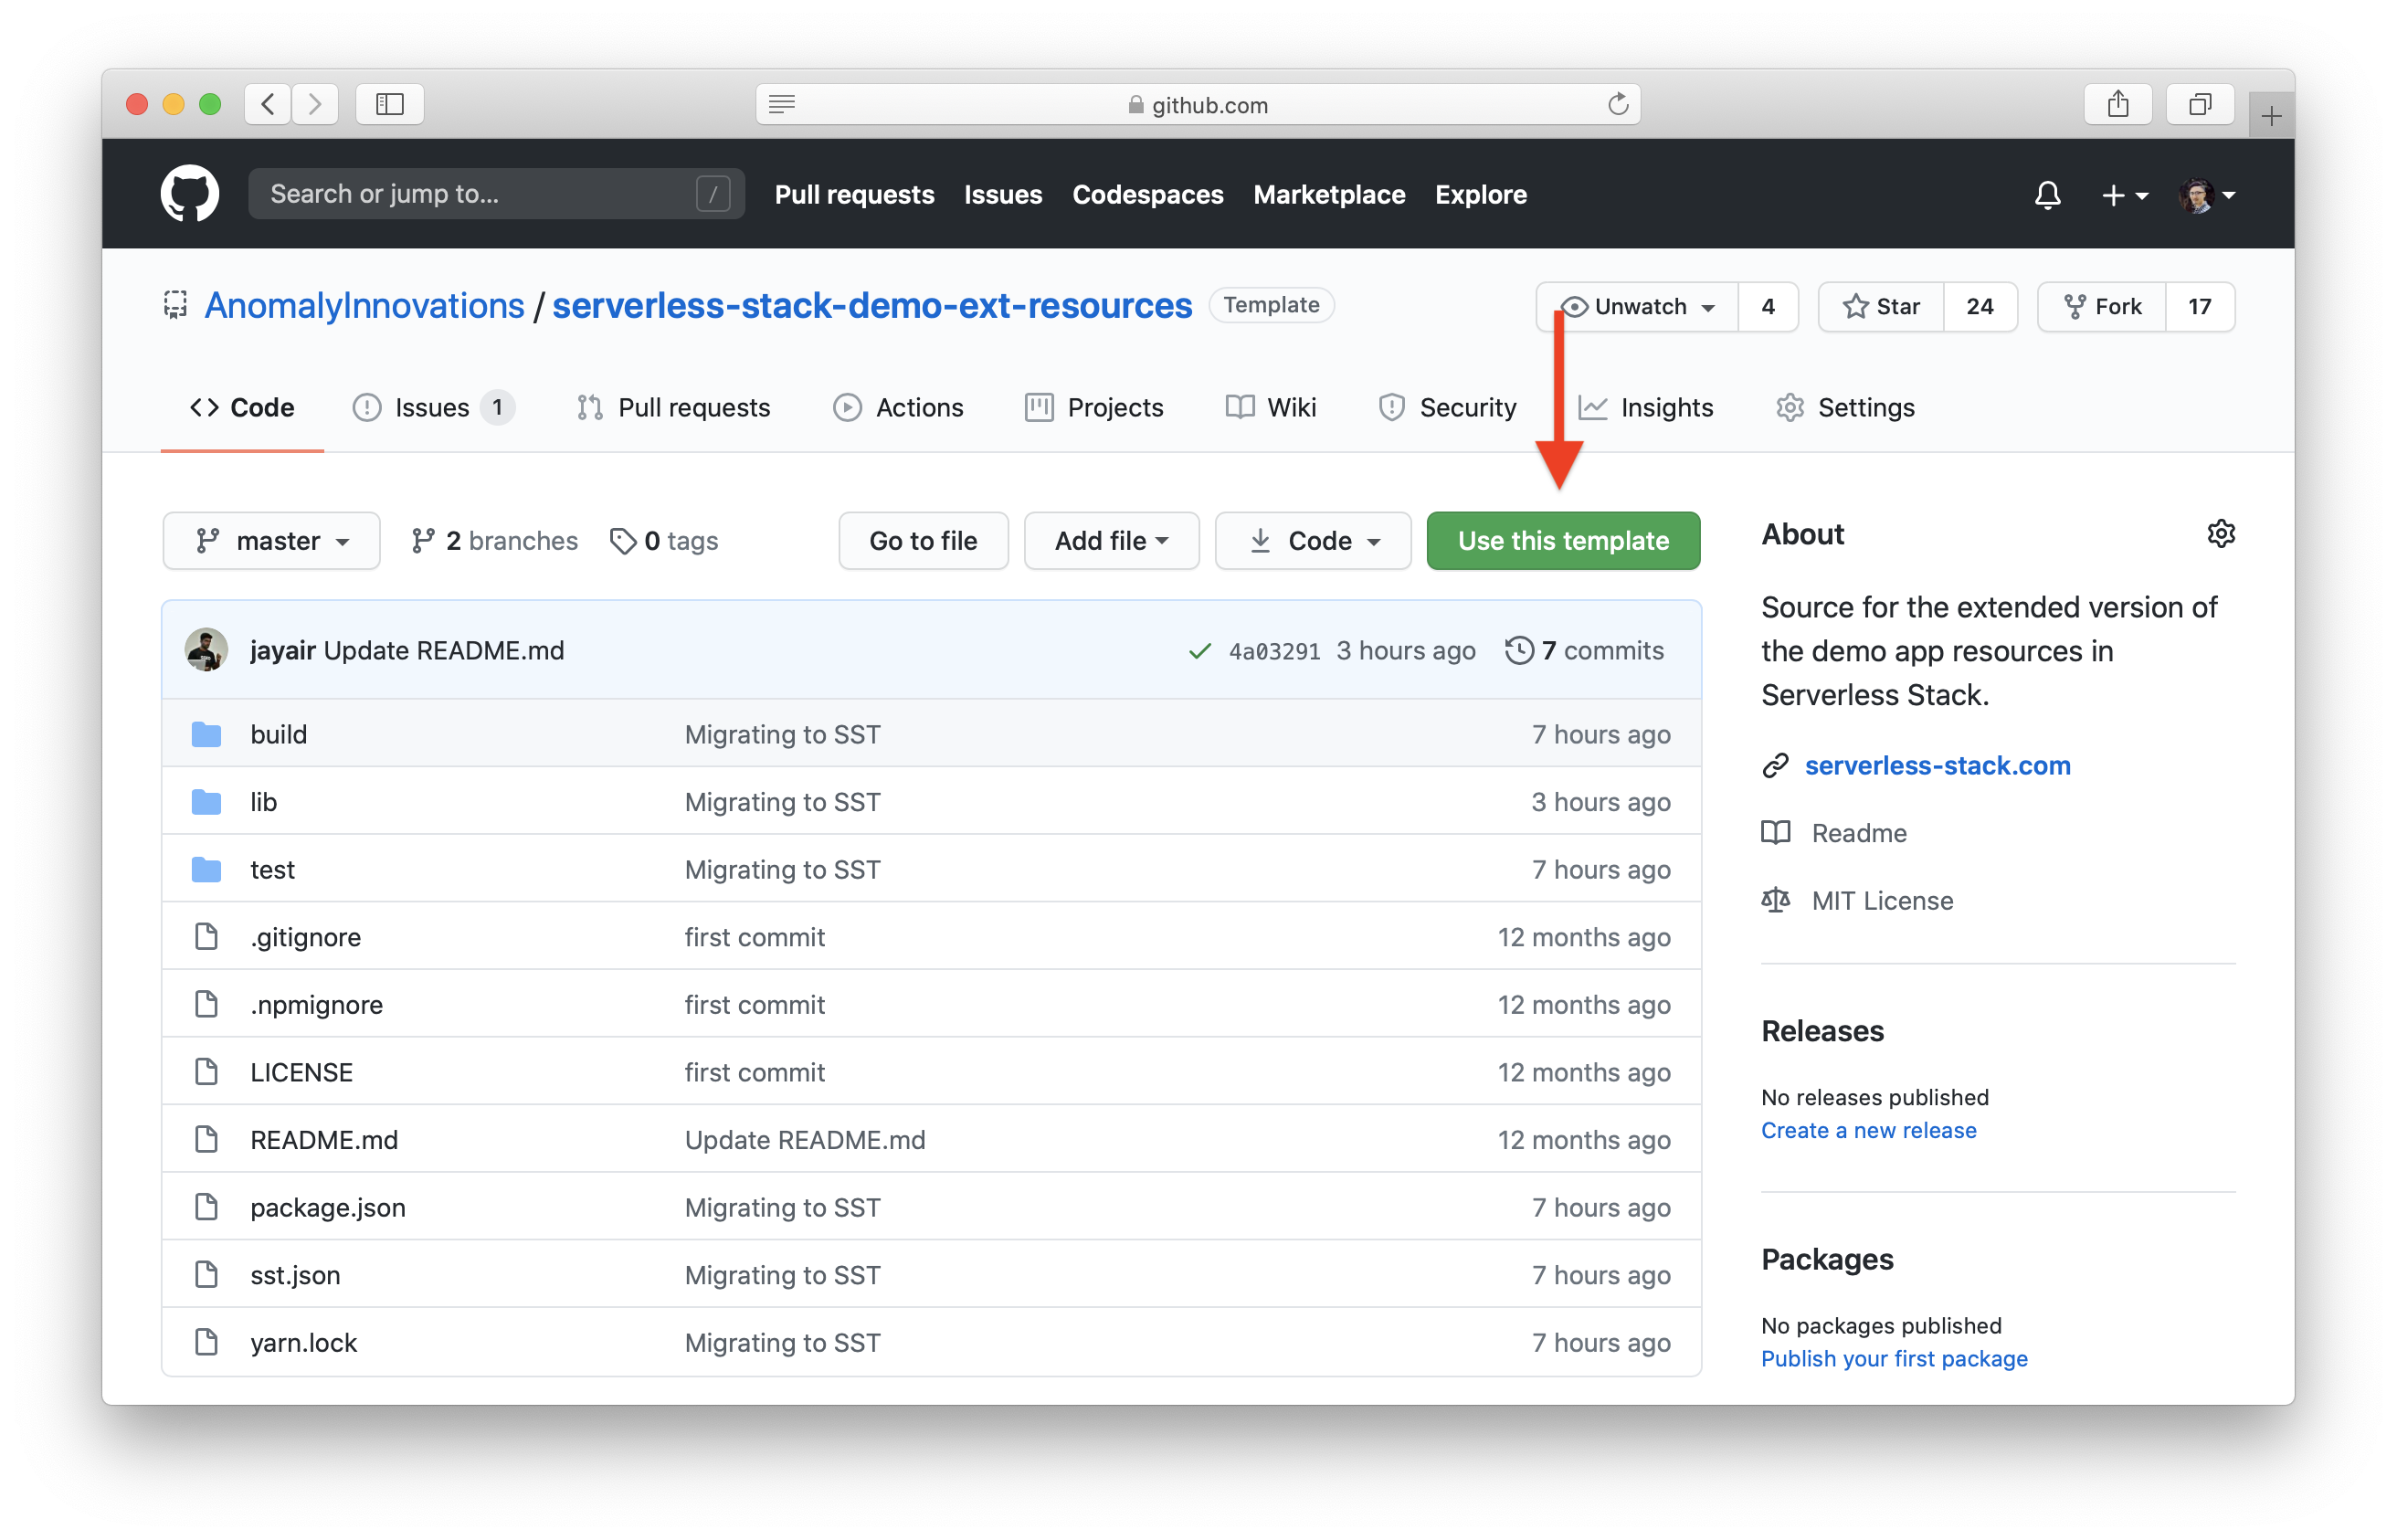 github.com
Search or jump to... /
Pull requests Issues Codespaces Marketplace Explore
AnomalyInnovations / serverless-stack-demo-ext-resources Template
Unwatch 4 Star 24 Fork 17
Code Issues 1 Pull requests Actions Projects Wiki Security Insights Settings
master 2 branches 0 tags Go to file Add file Code Use this template
jayair Update README.md 4a03291 3 hours ago 7 commits
build Migrating to SST 7 hours ago
lib Migrating to SST 3 hours ago
test Migrating to SST 7 hours ago
.gitignore first commit 12 months ago
.npmignore first commit 12 months ago
LICENSE first commit 12 months ago
README.md Update README.md 12 months ago
package.json Migrating to SST 7 hours ago
sst.json Migrating to SST 7 hours ago
yarn.lock Migrating to SST 7 hours ago
About
Source for the extended version of
the demo app resources in
Serverless Stack.
serverless-stack.com
Readme
MIT License
Releases
No releases published
Create a new release
Packages
No packages published
Publish your first package